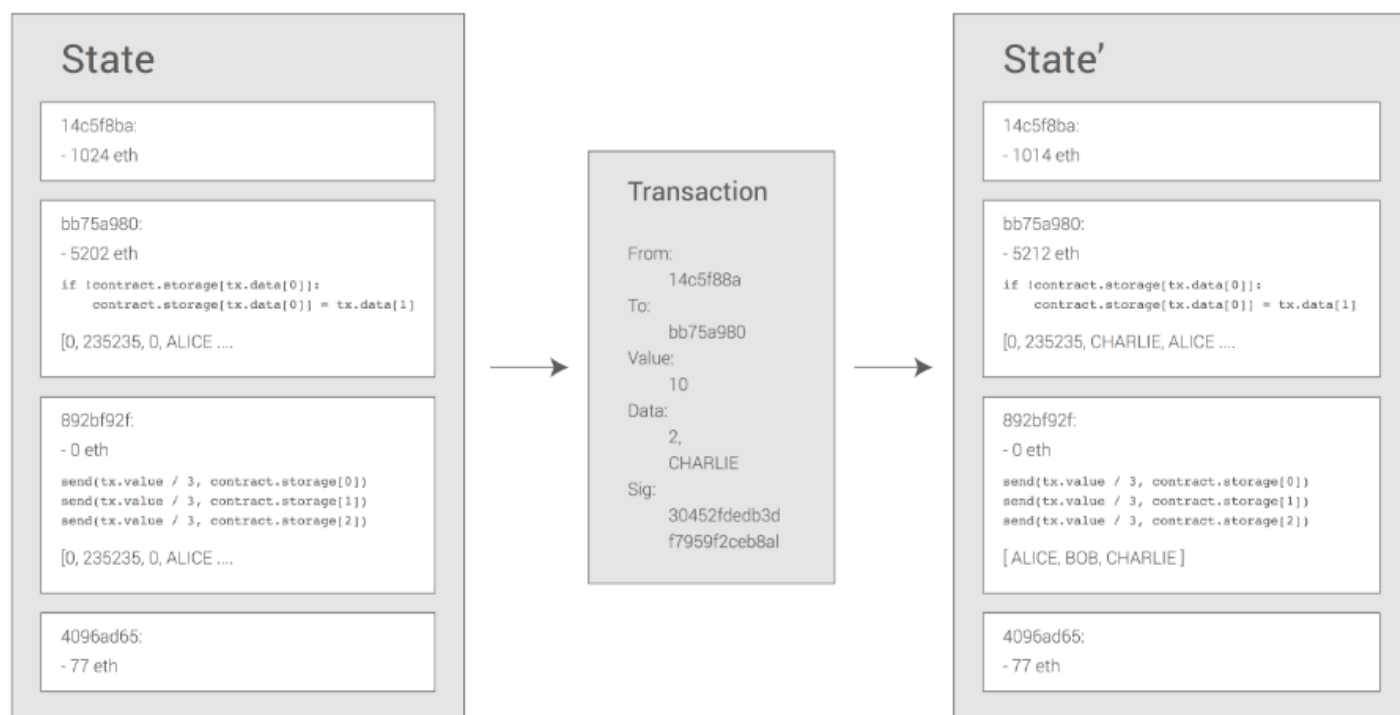 State
14c5f8ba:
- 1024 eth
bb75a980:
- 5202 eth
if !contract.storage[tx.data[0]]:
contract.storage[tx.data[0]] = tx.data[1]
[0, 235235, 0, ALICE ....
892bf92f:
- 0 eth
send(tx.value / 3, contract.storage[0])
send(tx.value / 3, contract.storage[1])
send(tx.value / 3, contract.storage[2])
[0, 235235, 0, ALICE ....
4096ad65:
- 77 eth
Transaction
From:
14c5f88a
To:
bb75a980
Value:
10
Data:
2,
CHARLIE
Sig:
30452fdedb3d
f7959f2ceb8al
State’
14c5f8ba:
- 1014 eth
bb75a980:
- 5212 eth
if !contract.storage[tx.data[0]]:
contract.storage[tx.data[0]] = tx.data[1]
[0, 235235, CHARLIE, ALICE ....
892bf92f:
- 0 eth
send(tx.value / 3, contract.storage[0])
send(tx.value / 3, contract.storage[1])
send(tx.value / 3, contract.storage[2])
[ ALICE, BOB, CHARLIE ]
4096ad65:
- 77 eth